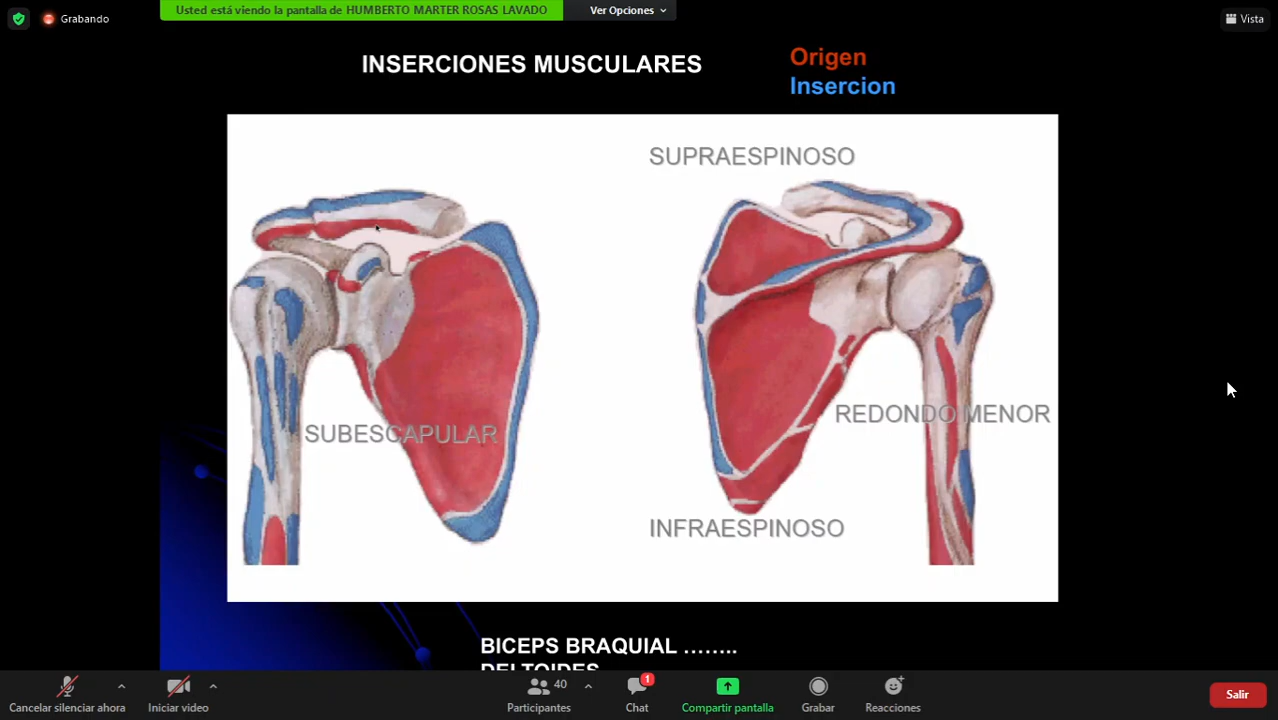 Grabando
Usted está viendo la pantalla de HUMBERTO MARTER ROSAS LAVADO
Ver Opciones
Vista
INSERCIONES MUSCULARES
Origen
Insercion
SUPRAESPINOSO
SUBESCAPULAR
REDONDO MENOR
INFRAESPINOSO
BICEPS BRAQUIAL ……..
DELTOIDES
Cancelar silenciar ahora
Iniciar video
40
Participantes
1
Chat
Compartir pantalla
Grabar
Reacciones
Salir